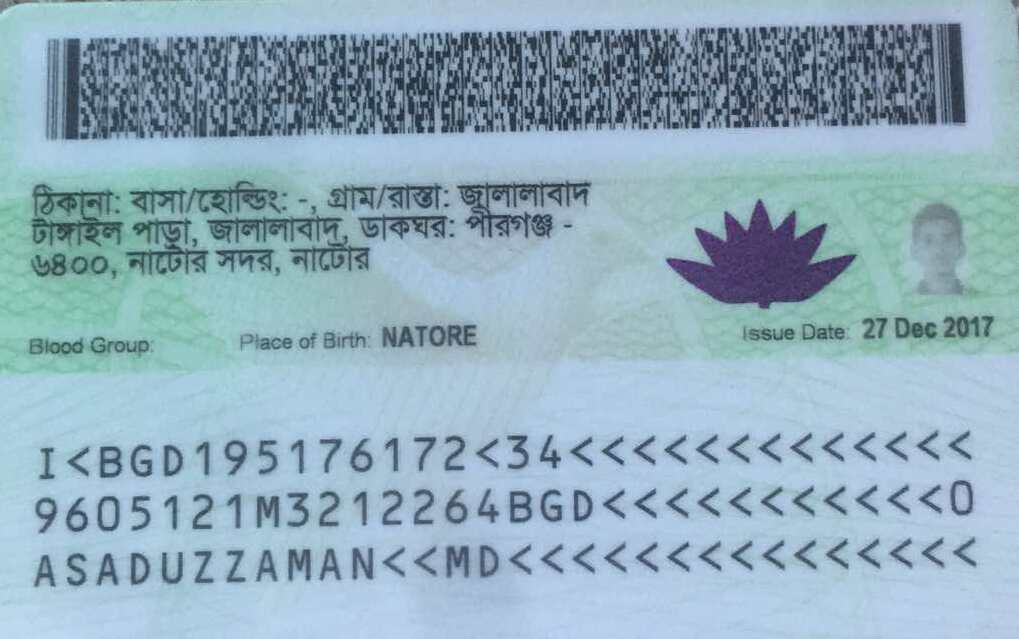 ঠিকানা: বাসা/হোল্ডিং: -, গ্রাম/রাস্তা: জালালাবাদ
টাঙ্গাইল পাড়া, জালালাবাদ, ডাকঘর: পীরগঞ্জ -
৬৪০০, নাটোর সদর, নাটোর
Blood Group: Place of Birth: NATORE Issue Date: 27 Dec 2017
I<BGD195176172<34<<<<<<<<<<<<<<
9605121M3212264BGD<<<<<<<<<<<<0
ASADUZZAMAN<<MD<<<<<<<<<<<<<<<